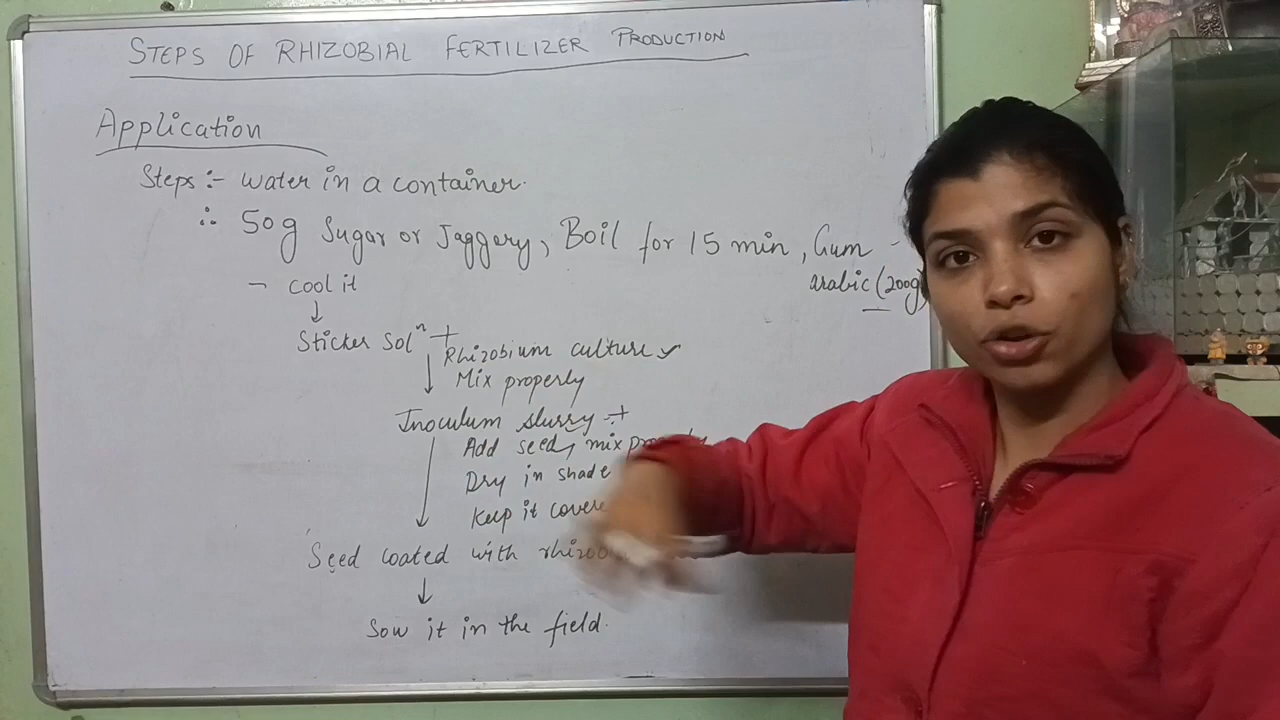 STEPS OF RHIZOBIAL FERTILIZER PRODUCTION
Application
Steps :- water in a container.
∴ 50g Sugar or Jaggery, Boil for 15 min, Gum -
arabic (200g)
- Cool it
↓
Sticker Solⁿ +
Rhizobium culture ✓
Mix properly
Inoculum slurry +
Add seed, mix properly
Dry in shade
Keep it
Seed coated with
↓
Sow it in the field.